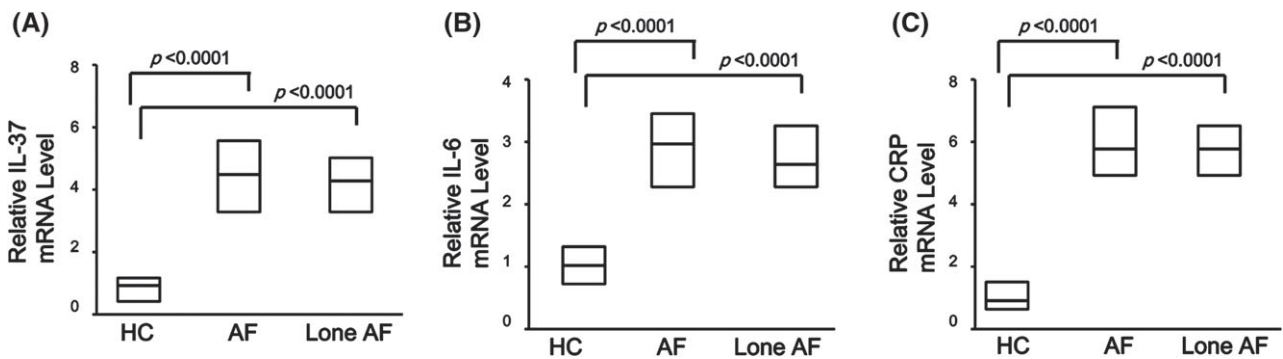 (A)
p <0.0001
p <0.0001
Relative IL-37
mRNA Level
8
6
4
2
0
HC AF Lone AF
(B)
p <0.0001
p <0.0001
Relative IL-6
mRNA Level
4
3
2
1
0
HC AF Lone AF
(C)
p <0.0001
p <0.0001
Relative CRP
mRNA Level
8
6
4
2
0
HC AF Lone AF